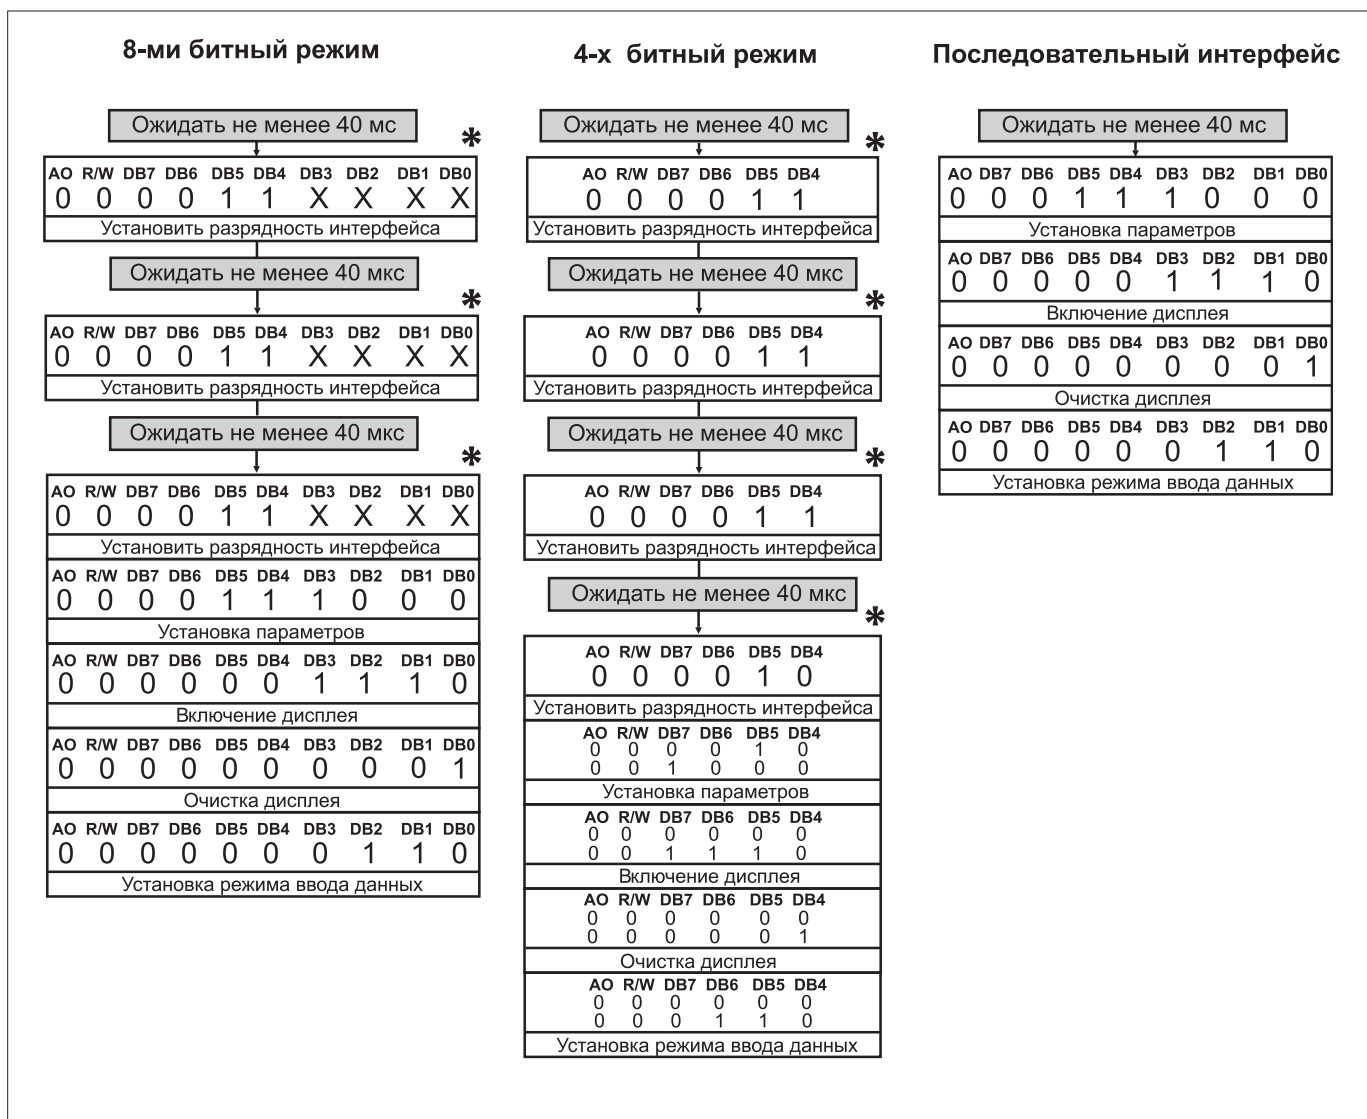 8-ми битный режим
Ожидать не менее 40 мс
*
AO R/W DB7 DB6 DB5 DB4 DB3 DB2 DB1 DB0
0 0 0 0 1 1 X X X X
Установить разрядность интерфейса
Ожидать не менее 40 мкс
*
AO R/W DB7 DB6 DB5 DB4 DB3 DB2 DB1 DB0
0 0 0 0 1 1 X X X X
Установить разрядность интерфейса
Ожидать не менее 40 мкс
*
AO R/W DB7 DB6 DB5 DB4 DB3 DB2 DB1 DB0
0 0 0 0 1 1 X X X X
Установить разрядность интерфейса
AO R/W DB7 DB6 DB5 DB4 DB3 DB2 DB1 DB0
0 0 0 0 1 1 1 0 0 0
Установка параметров
AO R/W DB7 DB6 DB5 DB4 DB3 DB2 DB1 DB0
0 0 0 0 0 0 1 1 1 0
Включение дисплея
AO R/W DB7 DB6 DB5 DB4 DB3 DB2 DB1 DB0
0 0 0 0 0 0 0 0 0 1
Очистка дисплея
AO R/W DB7 DB6 DB5 DB4 DB3 DB2 DB1 DB0
0 0 0 0 0 0 0 1 1 0
Установка режима ввода данных
4-х битный режим
Ожидать не менее 40 мс
*
AO R/W DB7 DB6 DB5 DB4
0 0 0 0 1 1
Установить разрядность интерфейса
Ожидать не менее 40 мкс
*
AO R/W DB7 DB6 DB5 DB4
0 0 0 0 1 1
Установить разрядность интерфейса
Ожидать не менее 40 мкс
*
AO R/W DB7 DB6 DB5 DB4
0 0 0 0 1 1
Установить разрядность интерфейса
Ожидать не менее 40 мкс
*
AO R/W DB7 DB6 DB5 DB4
0 0 0 0 1 0
Установить разрядность интерфейса
AO R/W DB7 DB6 DB5 DB4
0 0 0 0 1 0
0 0 1 0 0 0
Установка параметров
AO R/W DB7 DB6 DB5 DB4
0 0 0 0 0 0
0 0 1 1 1 0
Включение дисплея
AO R/W DB7 DB6 DB5 DB4
0 0 0 0 0 0
0 0 0 0 0 1
Очистка дисплея
AO R/W DB7 DB6 DB5 DB4
0 0 0 0 0 0
0 0 0 1 1 0
Установка режима ввода данных
Последовательный интерфейс
Ожидать не менее 40 мс
AO DB7 DB6 DB5 DB4 DB3 DB2 DB1 DB0
0 0 0 1 1 1 0 0 0
Установка параметров
AO DB7 DB6 DB5 DB4 DB3 DB2 DB1 DB0
0 0 0 0 0 1 1 1 0
Включение дисплея
AO DB7 DB6 DB5 DB4 DB3 DB2 DB1 DB0
0 0 0 0 0 0 0 0 1
Очистка дисплея
AO DB7 DB6 DB5 DB4 DB3 DB2 DB1 DB0
0 0 0 0 0 0 1 1 0
Установка режима ввода данных